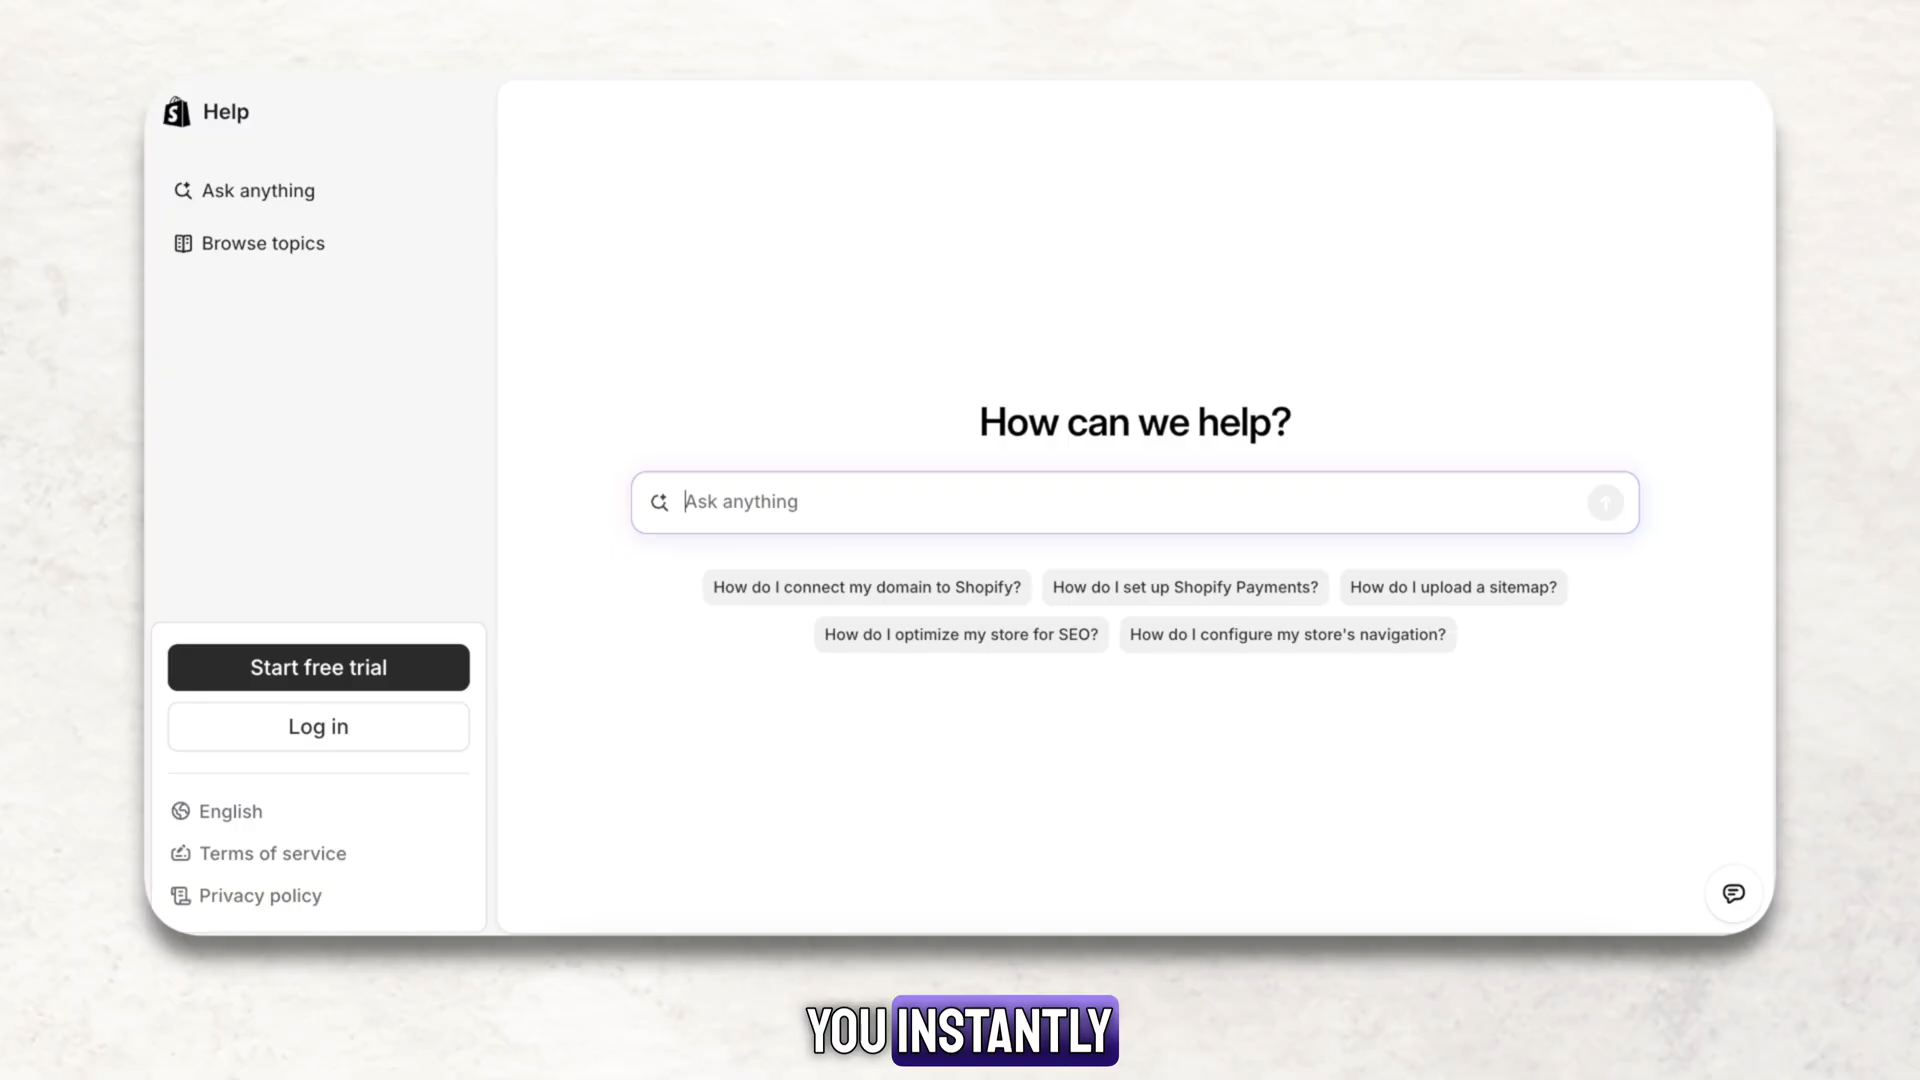 Help
Ask anything
Browse topics
Start free trial
Log in
English
Terms of service
Privacy policy
How can we help?
Ask anything
How do I connect my domain to Shopify? How do I set up Shopify Payments? How do I upload a sitemap?
How do I optimize my store for SEO? How do I configure my store's navigation?
YOU INSTANTLY